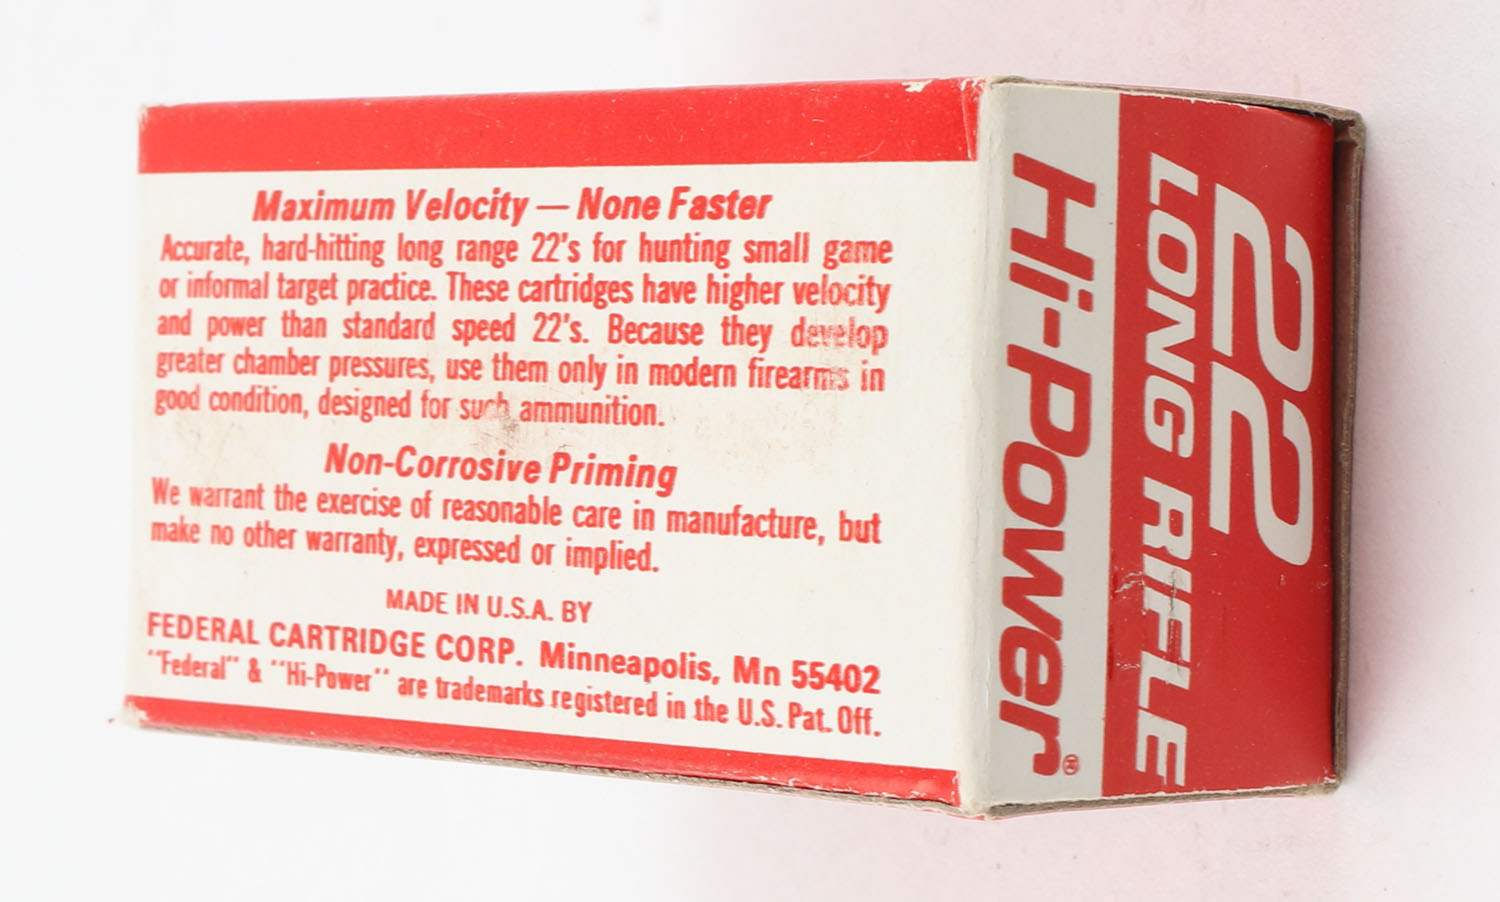 Maximum Velocity — None Faster
Accurate, hard-hitting long range 22's for hunting small game
or informal target practice. These cartridges have higher velocity
and power than standard speed 22's. Because they develop
greater chamber pressures, use them only in modern firearms in
good condition, designed for such ammunition.
Non-Corrosive Priming
We warrant the exercise of reasonable care in manufacture, but
make no other warranty, expressed or implied.
MADE IN U.S.A. BY
FEDERAL CARTRIDGE CORP. Minneapolis, Mn 55402
"Federal" & "Hi-Power" are trademarks registered in the U.S. Pat. Off.
22
LONG RIFLE
Hi-Power®